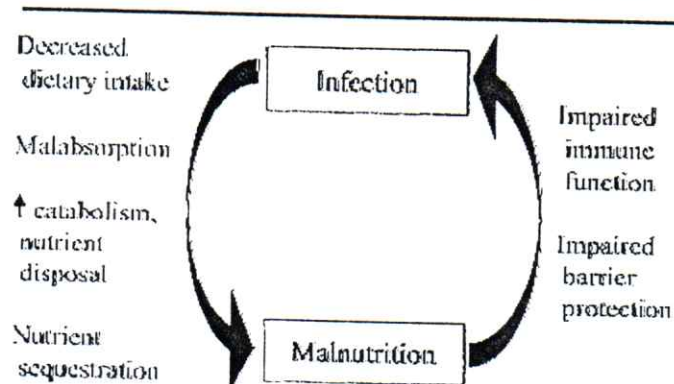 Decreased
dietary intake
Malabsorption
↑ catabolism,
nutrient
disposal
Nutrient
sequestration
Infection
Malnutrition
Impaired
immune
function
Impaired
barrier
protection